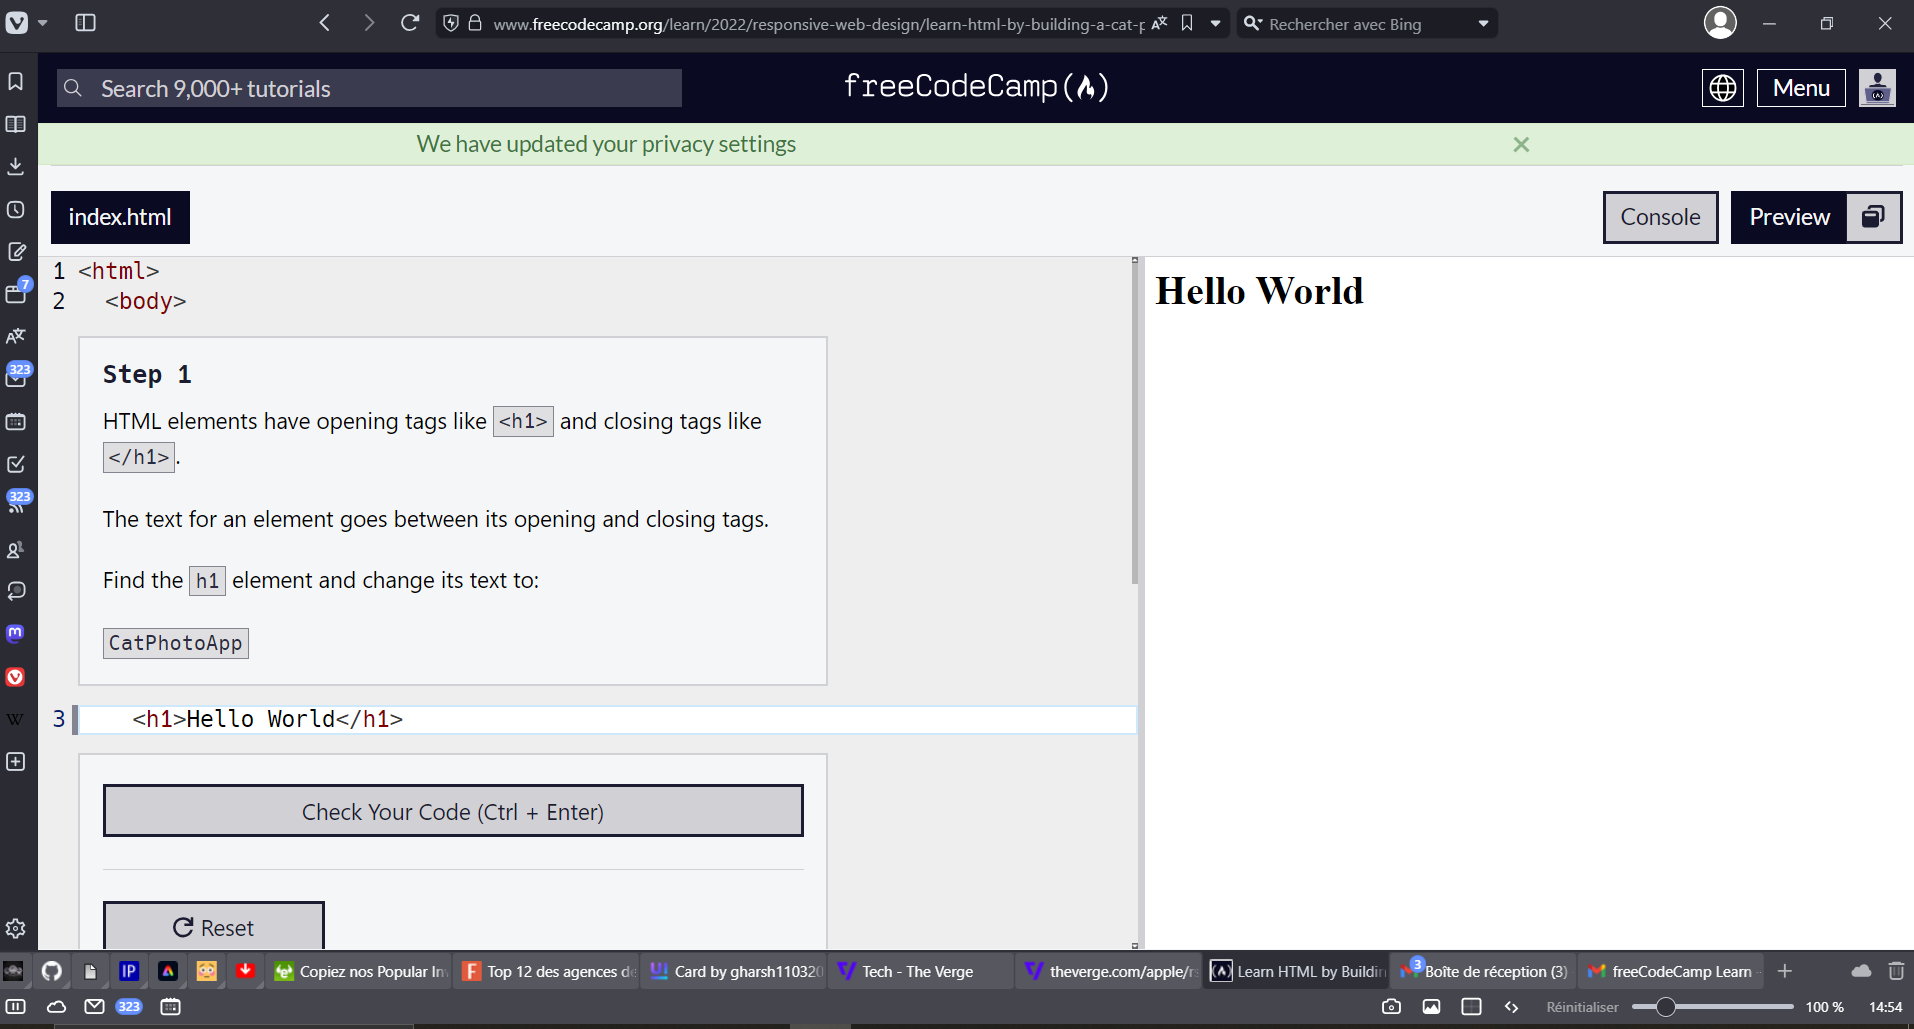 www.freecodecamp.org/learn/2022/responsive-web-design/learn-html-by-building-a-cat-p
Rechercher avec Bing
Search 9,000+ tutorials
freeCodeCamp
Menu
We have updated your privacy settings
index.html
Console
Preview
1 <html>
2 <body>
Hello World
Step 1
HTML elements have opening tags like <h1> and closing tags like
</h1>.
The text for an element goes between its opening and closing tags.
Find the h1 element and change its text to:
CatPhotoApp
3 <h1>Hello World</h1>
Check Your Code (Ctrl + Enter)
Reset
7
323
323
W
IP
Copiez nos Popular In
Top 12 des agences de
Card by gharsh110320
Tech - The Verge
theverge.com/apple/rs
Learn HTML by Buildin
3
Boîte de réception (3)
freeCodeCamp Learn
323
Réinitialiser
100 %
14:54